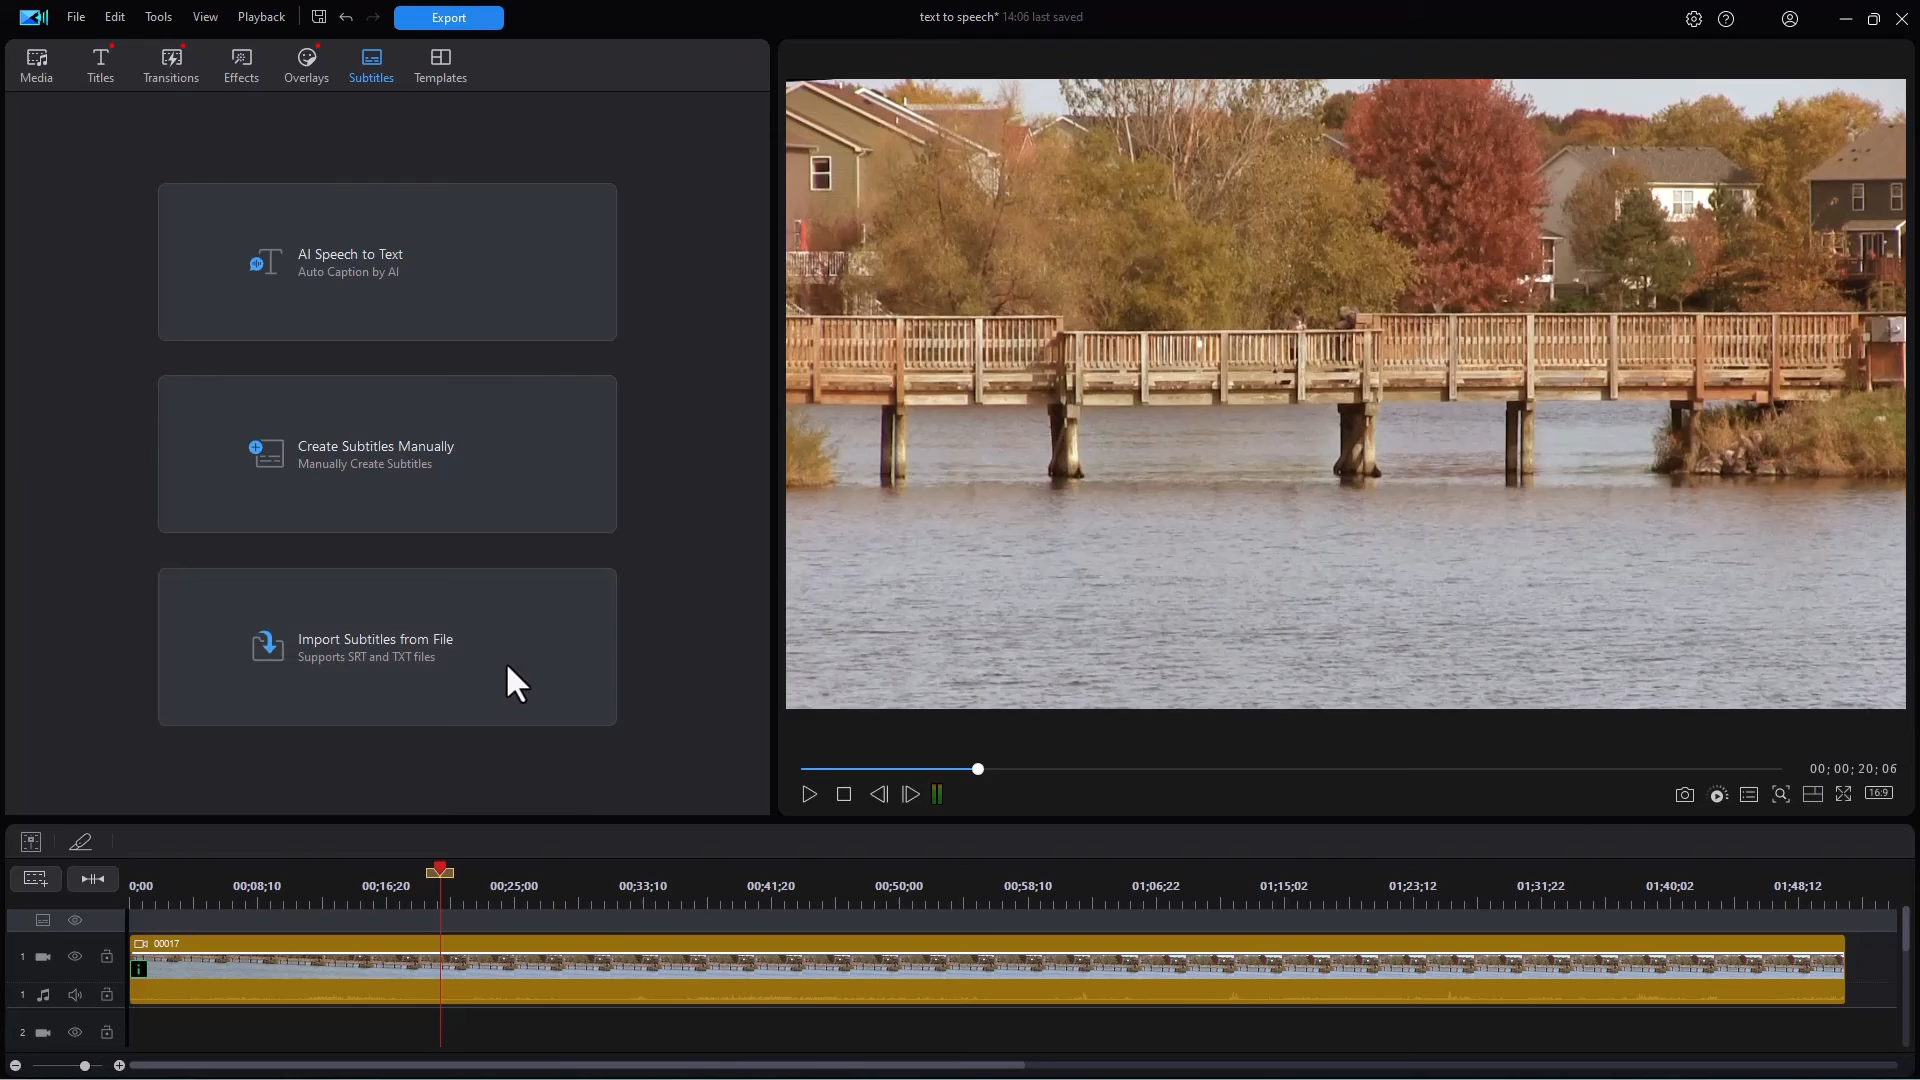 File Edit Tools View Playback Export text to speech* 14:06 last saved
Media Titles Transitions Effects Overlays Subtitles Templates
AI Speech to Text
Auto Caption by AI
Create Subtitles Manually
Manually Create Subtitles
Import Subtitles from File
Supports SRT and TXT files
00; 00; 20; 06
16:9
0;00 00;08;10 00;16;20 00;25;00 00;33;10 00;41;20 00;50;00 00;58;10 01;06;22 01;15;02 01;23;12 01;31;22 01;40;02 01;48;12
00017
1
i
1
2